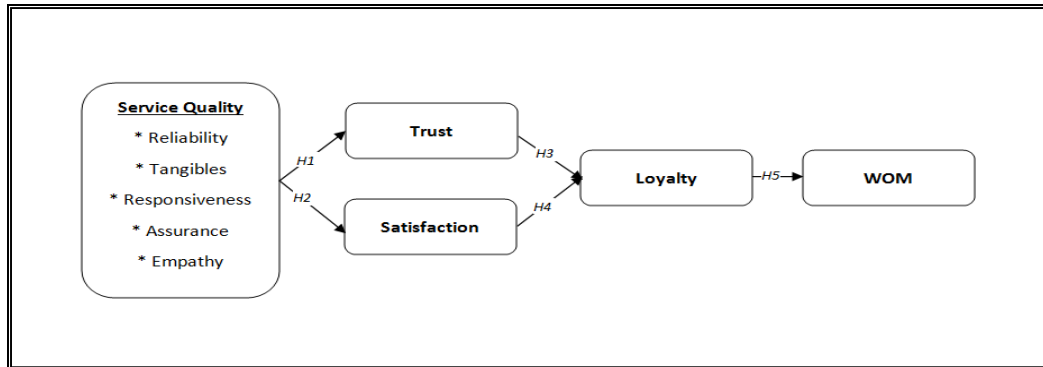 Service Quality
* Reliability
* Tangibles
* Responsiveness
* Assurance
* Empathy
H1
H2
Trust
Satisfaction
H3
H4
Loyalty
H5
WOM